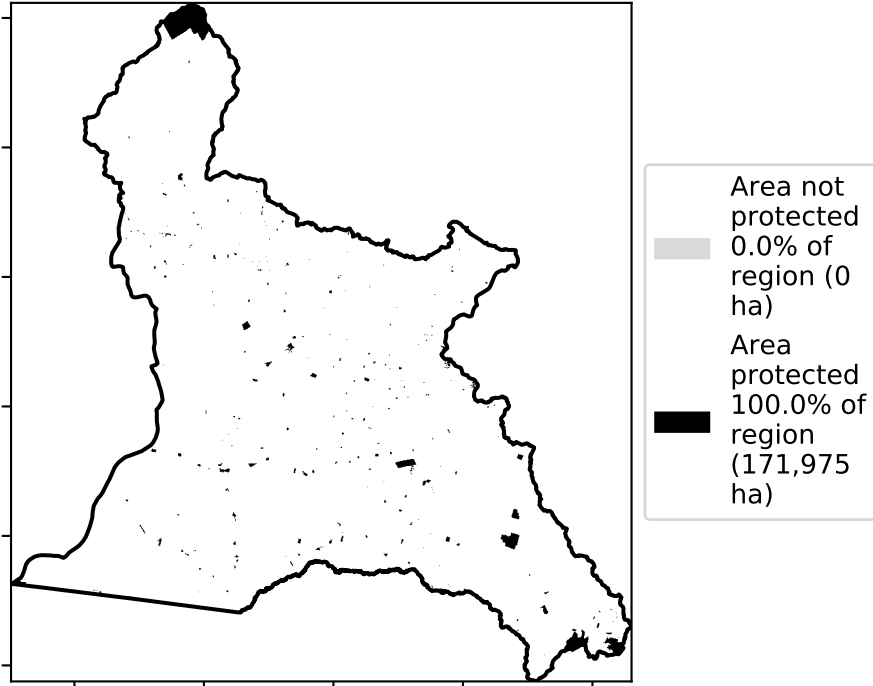 Area not
protected
0.0% of
region (0
ha)
Area
protected
100.0% of
region
(171,975
ha)